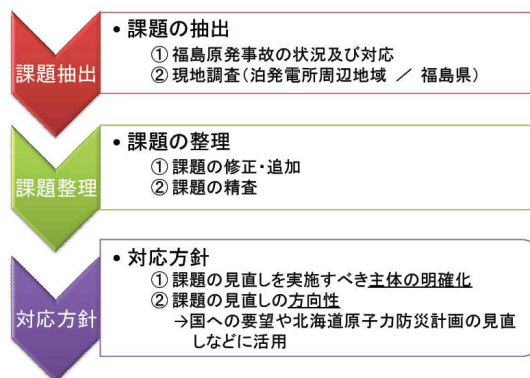 課題抽出
• 課題の抽出
① 福島原発事故の状況及び対応
② 現地調査(泊発電所周辺地域 ／ 福島県)
課題整理
• 課題の整理
① 課題の修正・追加
② 課題の精査
対応方針
• 対応方針
① 課題の見直しを実施すべき主体の明確化
② 課題の見直しの方向性
→国への要望や北海道原子力防災計画の見直
しなどに活用